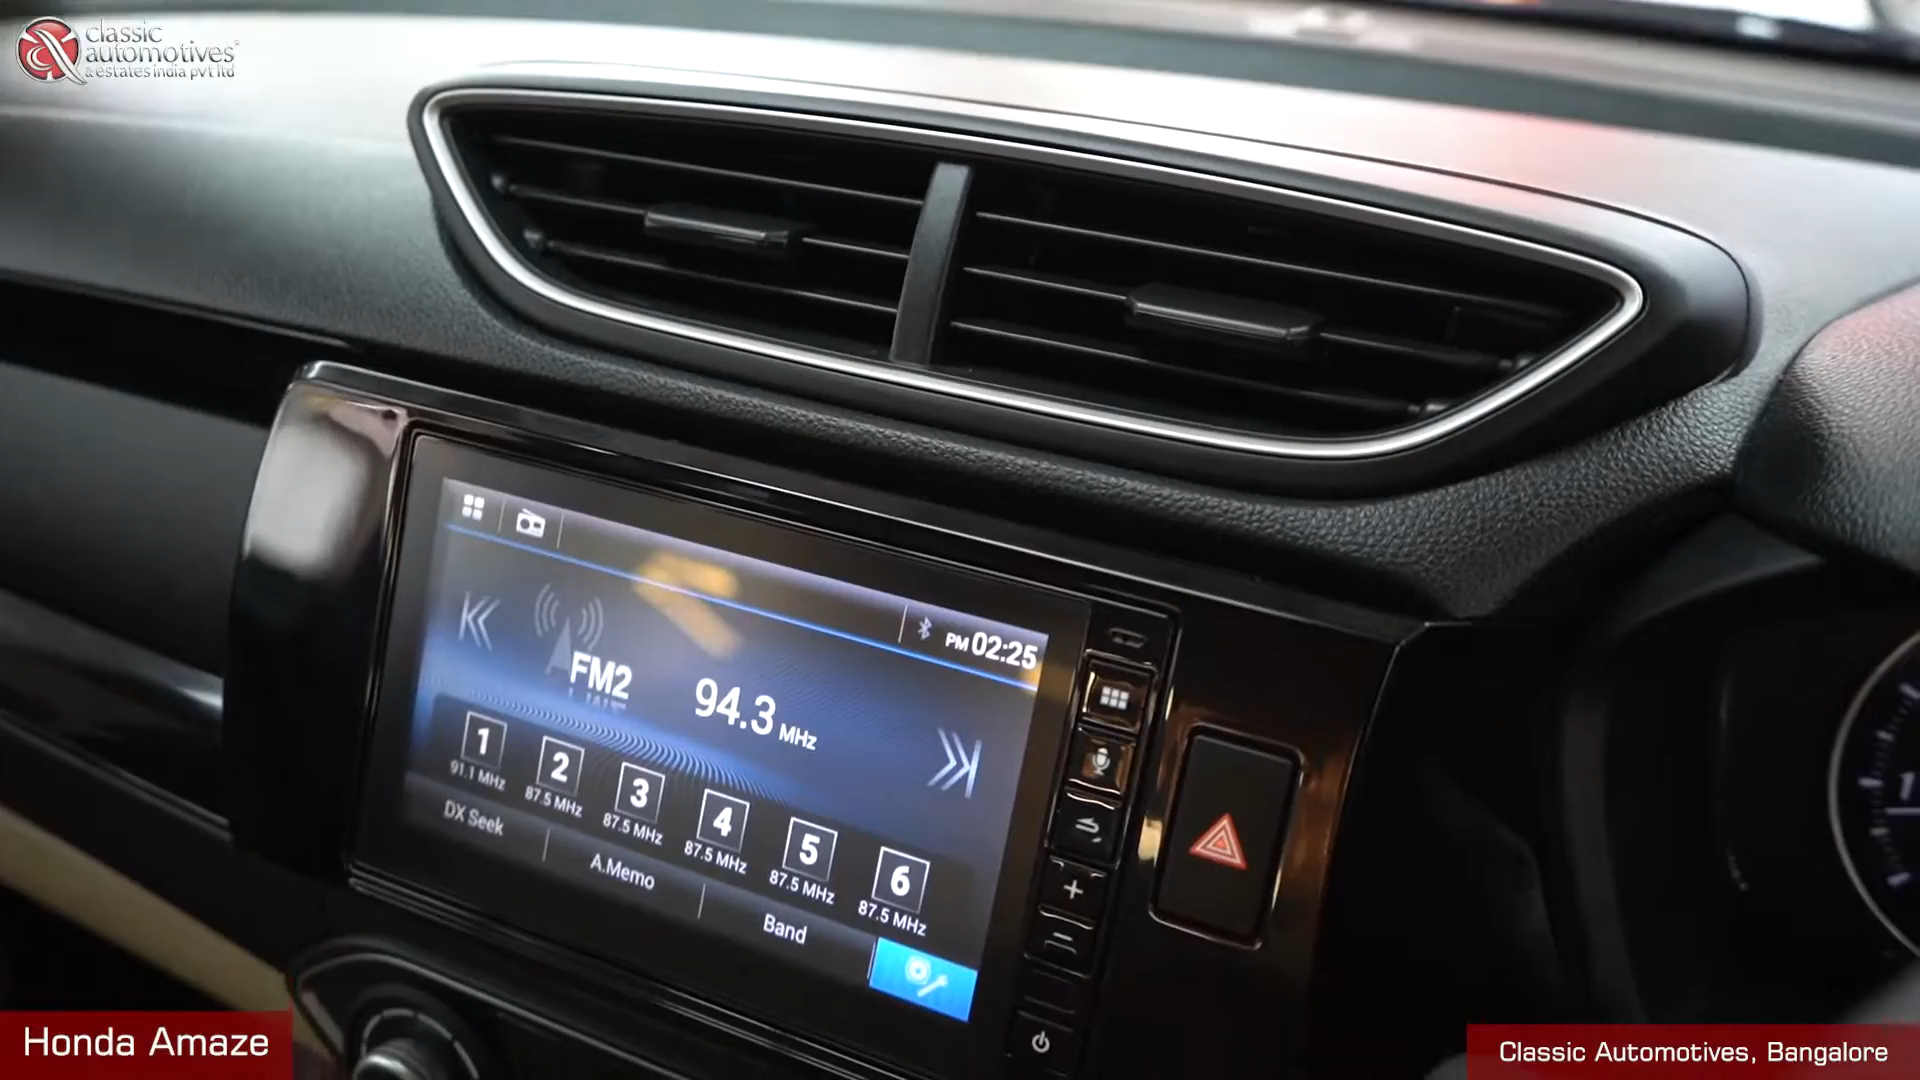 classic
automotives
& estates india pvt ltd
PM 02:25
FM2
94.3 MHz
1
91.1 MHz
2
87.5 MHz
3
87.5 MHz
4
87.5 MHz
5
87.5 MHz
6
87.5 MHz
DX Seek
A.Memo
Band
Honda Amaze
Classic Automotives, Bangalore